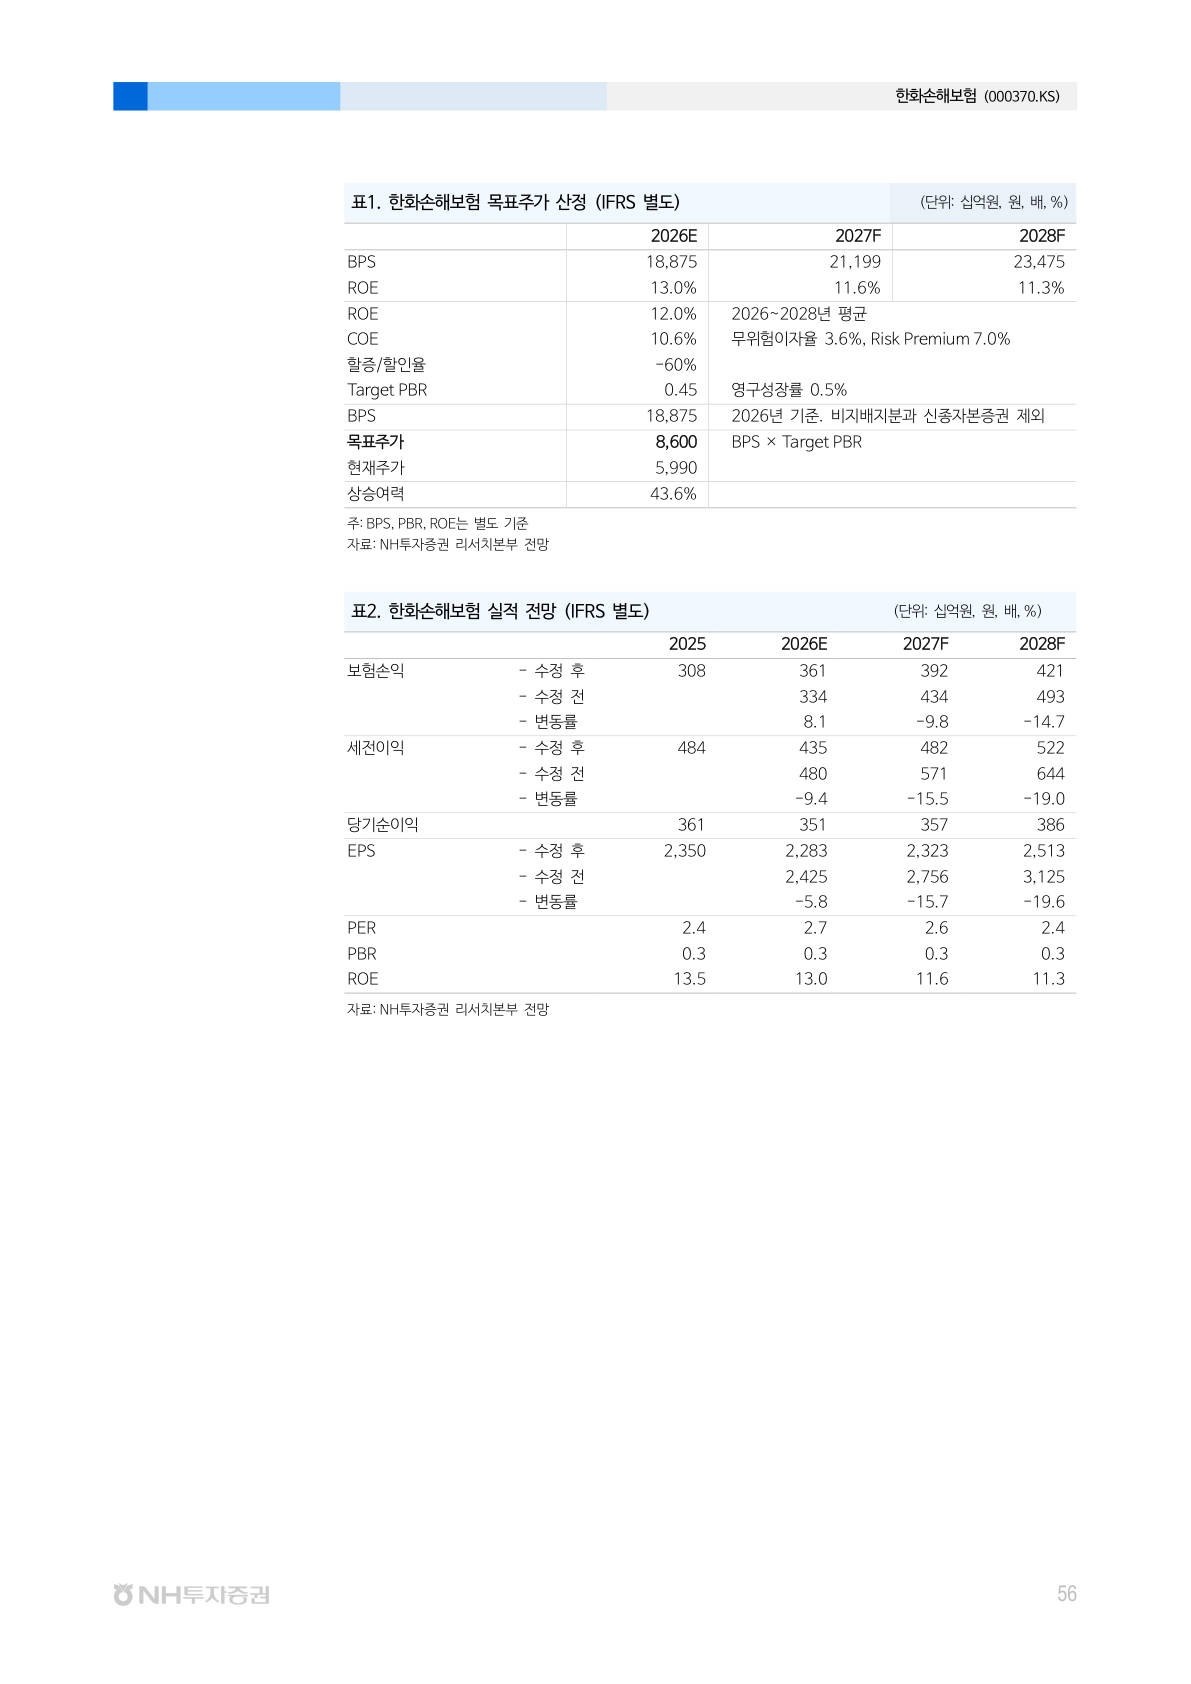 한화손해보험 (000370.KS)
표1. 한화손해보험 목표주가 산정 (IFRS 별도) (단위: 십억원, 원, 배, %)
2026E 2027F 2028F
BPS 18,875 21,199 23,475
ROE 13.0% 11.6% 11.3%
ROE 12.0% 2026~2028년 평균
COE 10.6% 무위험이자율 3.6%, Risk Premium 7.0%
할증/할인율 -60%
Target PBR 0.45 영구성장률 0.5%
BPS 18,875 2026년 기준. 비지배지분과 신종자본증권 제외
목표주가 8,600 BPS × Target PBR
현재주가 5,990
상승여력 43.6%
주: BPS, PBR, ROE는 별도 기준
자료: NH투자증권 리서치본부 전망
표2. 한화손해보험 실적 전망 (IFRS 별도) (단위: 십억원, 원, 배, %)
2025 2026E 2027F 2028F
보험손익 - 수정 후 308 361 392 421
- 수정 전 334 434 493
- 변동률 8.1 -9.8 -14.7
세전이익 - 수정 후 484 435 482 522
- 수정 전 480 571 644
- 변동률 -9.4 -15.5 -19.0
당기순이익 361 351 357 386
EPS - 수정 후 2,350 2,283 2,323 2,513
- 수정 전 2,425 2,756 3,125
- 변동률 -5.8 -15.7 -19.6
PER 2.4 2.7 2.6 2.4
PBR 0.3 0.3 0.3 0.3
ROE 13.5 13.0 11.6 11.3
자료: NH투자증권 리서치본부 전망
NH투자증권 56